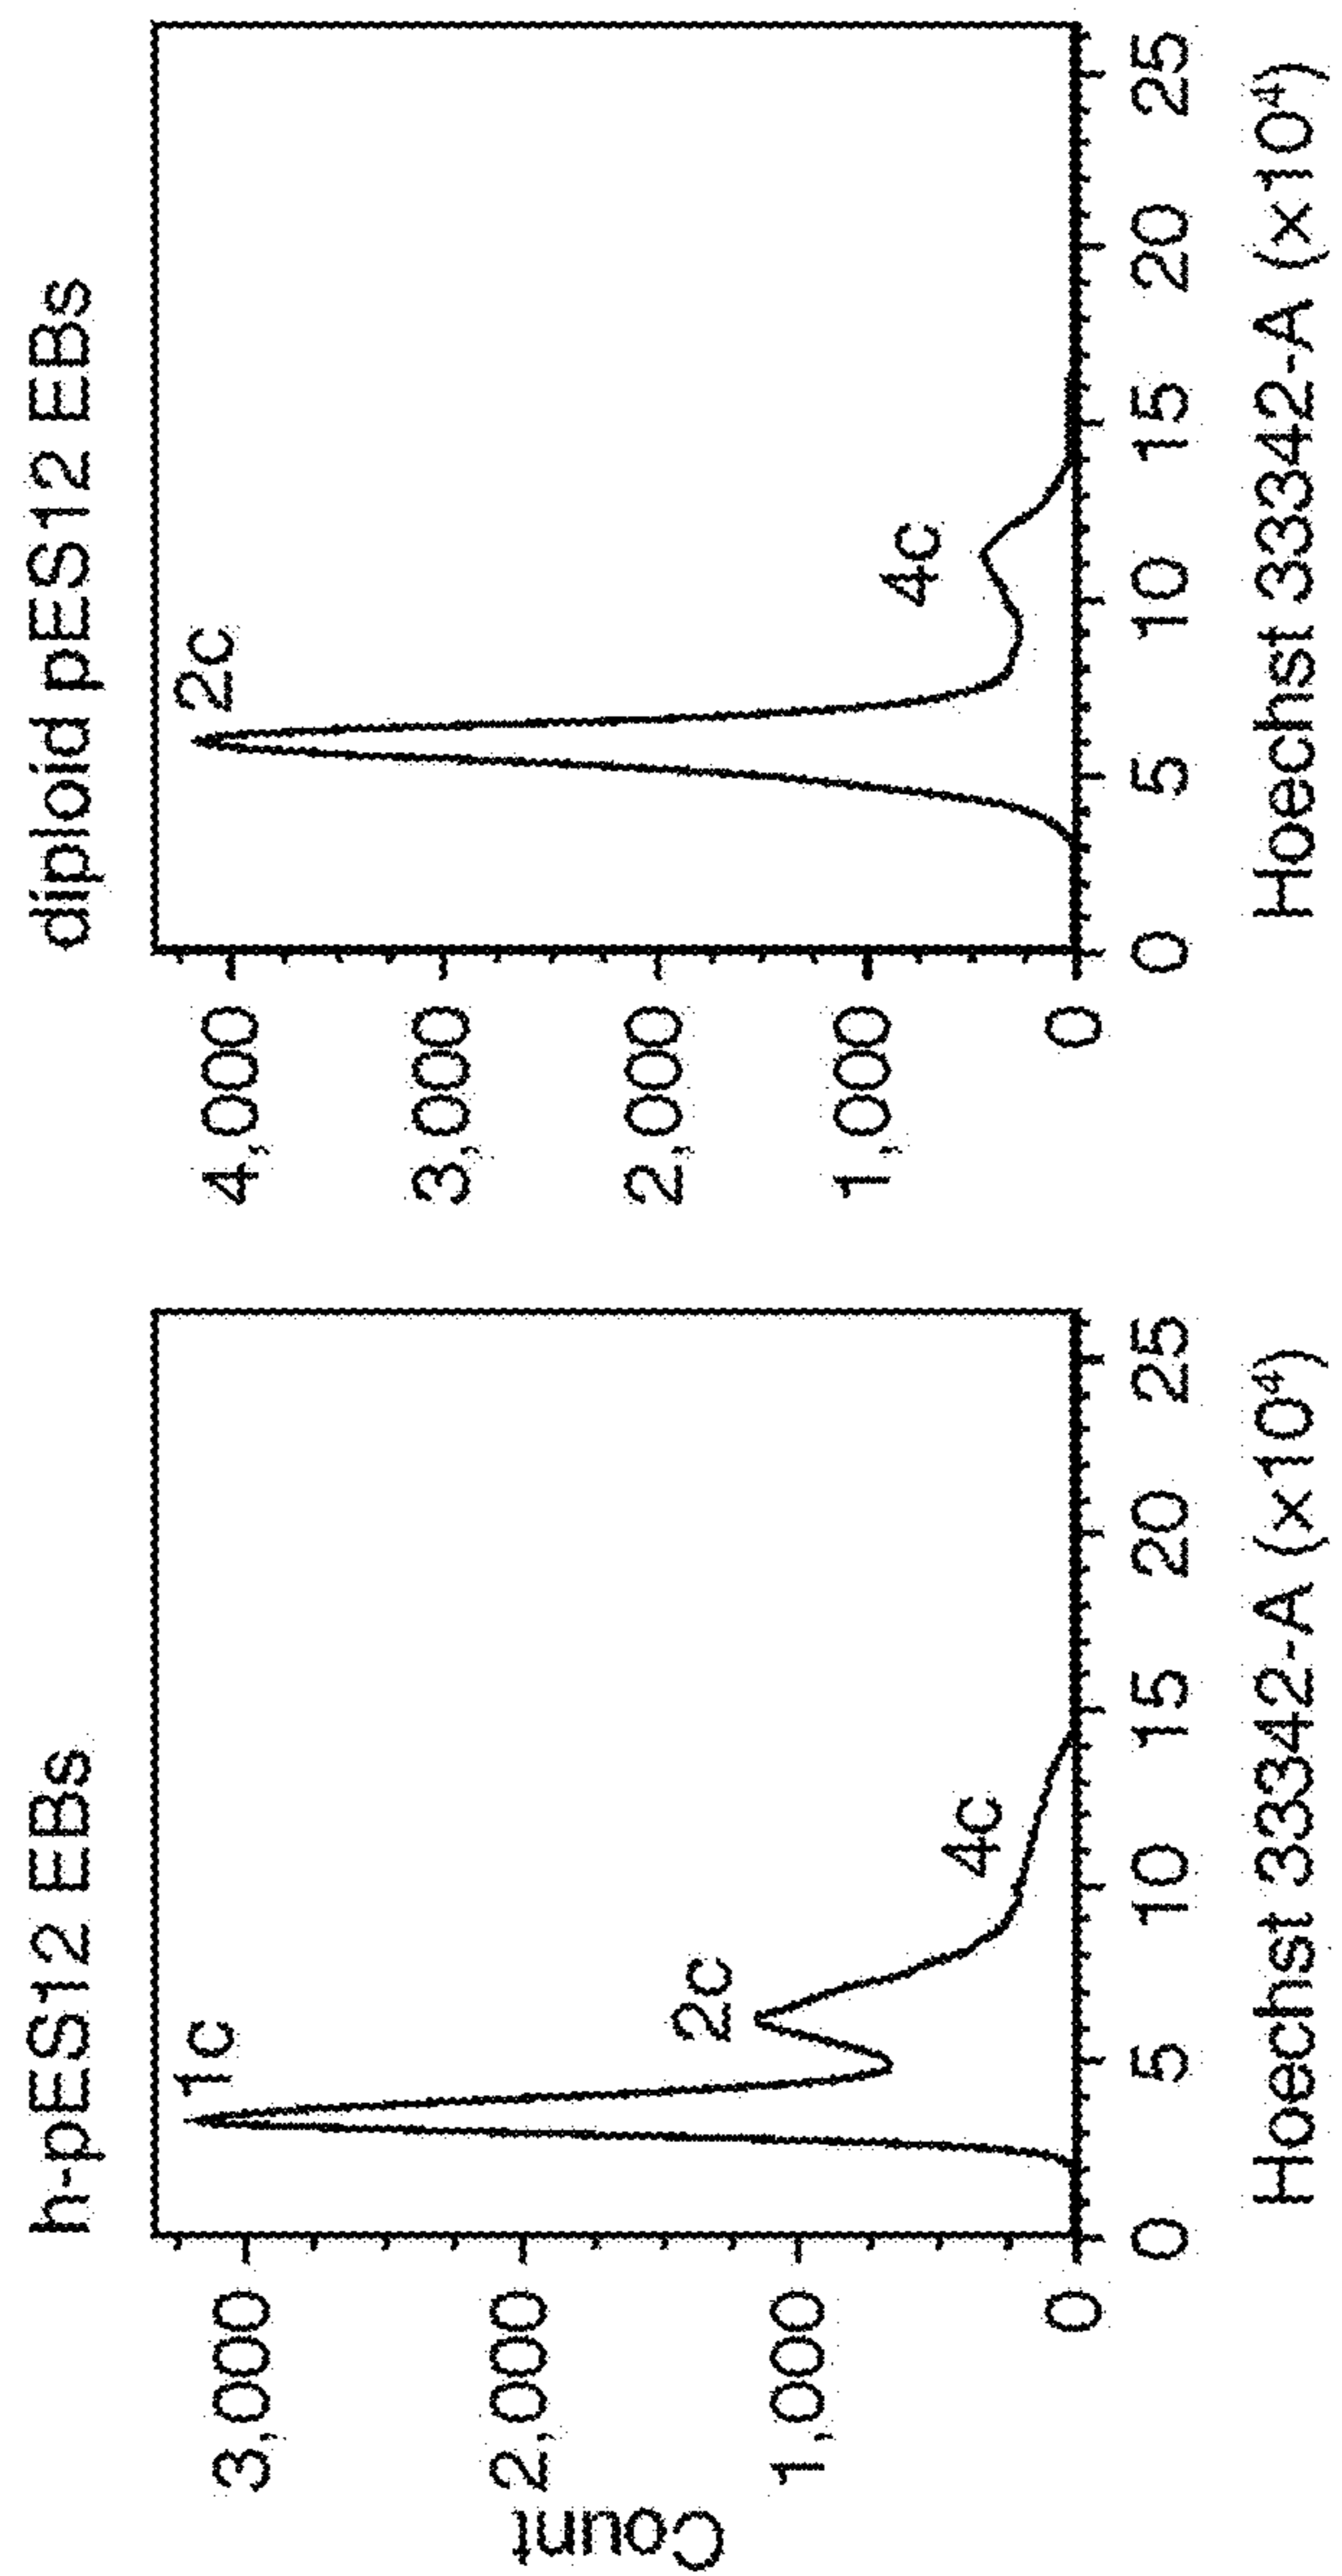 h-pES12 EBs
Count
3,000
2,000
1,000
0
1c
2c
4c
0 5 10 15 20 25
Hoechst 33342-A (x10⁴)
diploid pES12 EBs
4,000
3,000
2,000
1,000
0
2c
4c
0 5 10 15 20 25
Hoechst 33342-A (x10⁴)